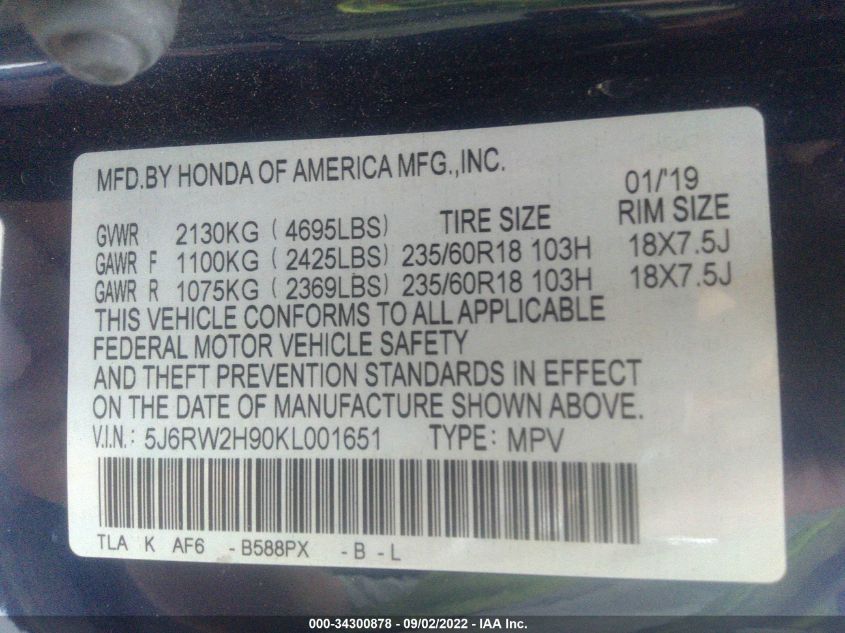 MFD.BY HONDA OF AMERICA MFG.,INC.
01/'19
GVWR 2130KG ( 4695LBS) TIRE SIZE RIM SIZE
GAWR F 1100KG ( 2425LBS) 235/60R18 103H 18X7.5J
GAWR R 1075KG ( 2369LBS) 235/60R18 103H 18X7.5J
THIS VEHICLE CONFORMS TO ALL APPLICABLE
FEDERAL MOTOR VEHICLE SAFETY
AND THEFT PREVENTION STANDARDS IN EFFECT
ON THE DATE OF MANUFACTURE SHOWN ABOVE.
V.I.N.: 5J6RW2H90KL001651 TYPE: MPV
TLA K AF6 -B588PX -B-L
000-34300878 - 09/02/2022 - IAA Inc.